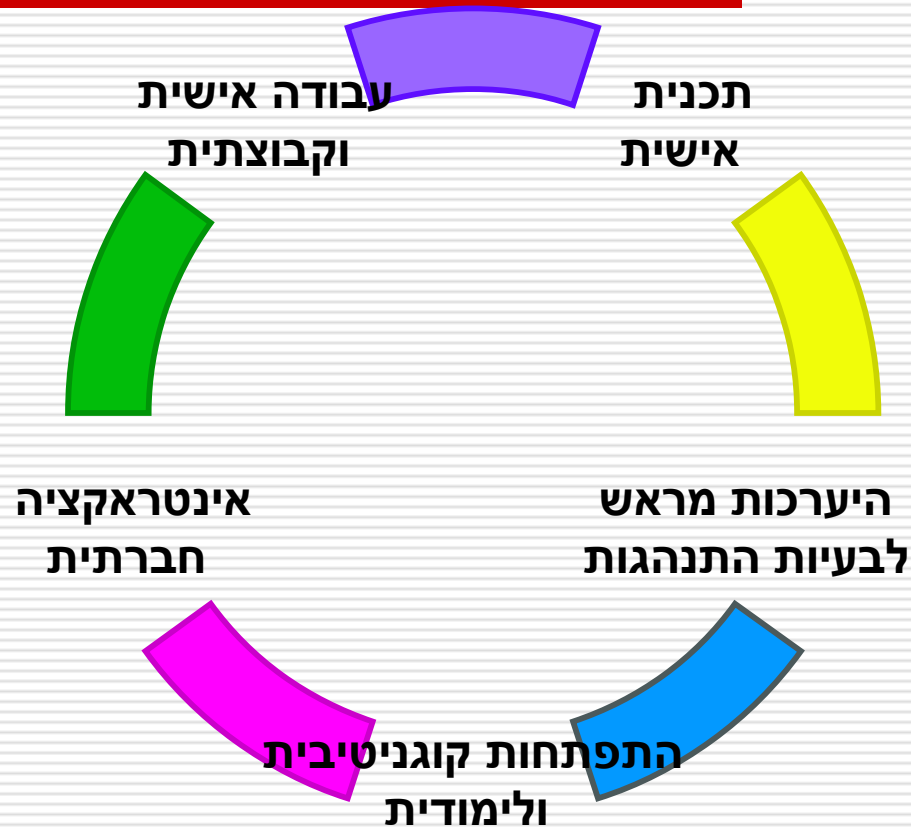 תכנית
אישית
עבודה אישית
וקבוצתית
היערכות מראש
לבעיות התנהגות
אינטראקציה
חברתית
התפתחות קוגניטיבית
ולימודית